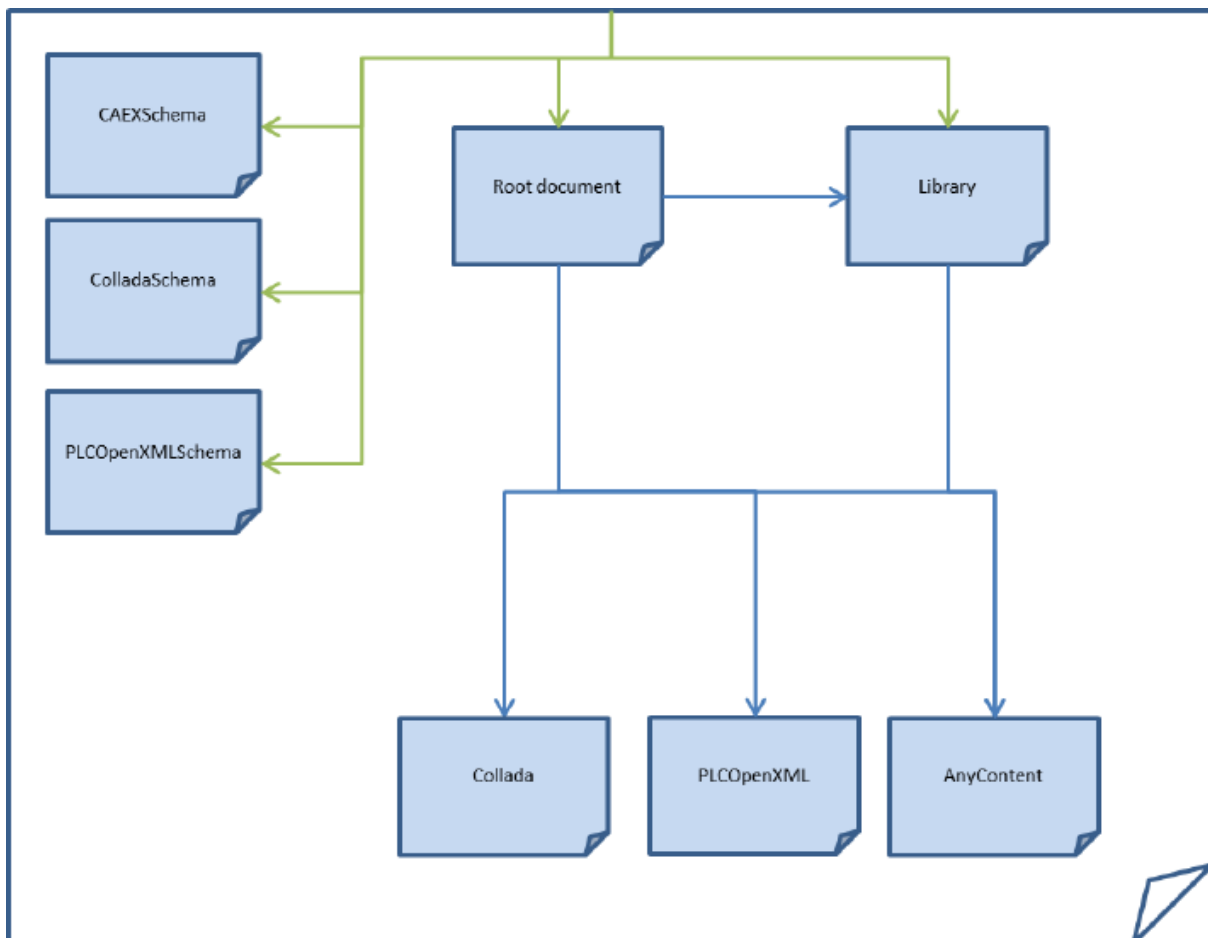 CAEXSchema
Root document
Library
ColladaSchema
PLCOpenXMLSchema
Collada
PLCOpenXML
AnyContent